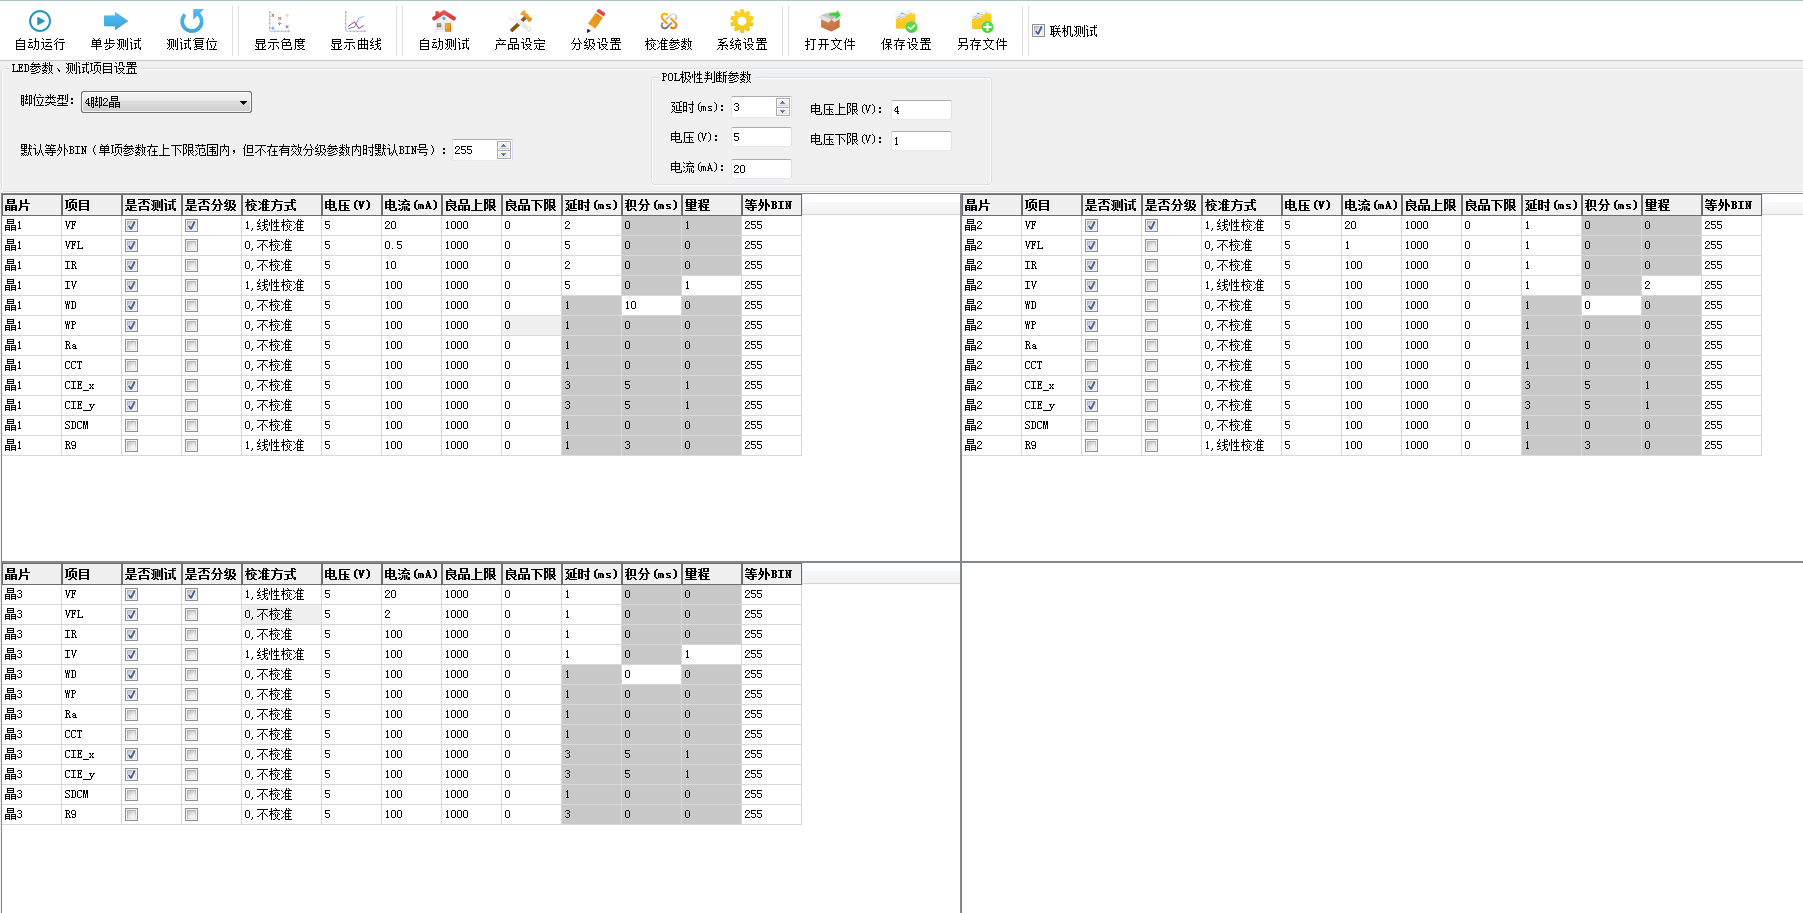 自动运行 单步测试 测试复位 显示色度 显示曲线 自动测试 产品设定 分级设置 校准参数 系统设置 打开文件 保存设置 另存文件 联机测试
LED参数、测试项目设置
POL极性判断参数
脚位类型: 4脚2晶
延时(ms): 3 电压上限(V): 4
电压(V): 5 电压下限(V): 1
默认等外BIN(单项参数在上下限范围内,但不在有效分级参数内时默认BIN号): 255
电流(mA): 20
晶片 项目 是否测试 是否分级 校准方式 电压(V) 电流(mA) 良品上限 良品下限 延时(ms) 积分(ms) 量程 等外BIN
晶1 VF 1,线性校准 5 20 1000 0 2 0 1 255
晶1 VFL 0,不校准 5 0.5 1000 0 5 0 0 255
晶1 IR 0,不校准 5 10 1000 0 2 0 0 255
晶1 IV 1,线性校准 5 100 1000 0 5 0 1 255
晶1 WD 0,不校准 5 100 1000 0 1 10 0 255
晶1 WP 0,不校准 5 100 1000 0 1 0 0 255
晶1 Ra 0,不校准 5 100 1000 0 1 0 0 255
晶1 CCT 0,不校准 5 100 1000 0 1 0 0 255
晶1 CIE_x 0,不校准 5 100 1000 0 3 5 1 255
晶1 CIE_y 0,不校准 5 100 1000 0 3 5 1 255
晶1 SDCM 0,不校准 5 100 1000 0 1 0 0 255
晶1 R9 1,线性校准 5 100 1000 0 1 3 0 255
晶片 项目 是否测试 是否分级 校准方式 电压(V) 电流(mA) 良品上限 良品下限 延时(ms) 积分(ms) 量程 等外BIN
晶2 VF 1,线性校准 5 20 1000 0 1 0 0 255
晶2 VFL 0,不校准 5 1 1000 0 1 0 0 255
晶2 IR 0,不校准 5 100 1000 0 1 0 0 255
晶2 IV 1,线性校准 5 100 1000 0 1 0 2 255
晶2 WD 0,不校准 5 100 1000 0 1 0 0 255
晶2 WP 0,不校准 5 100 1000 0 1 0 0 255
晶2 Ra 0,不校准 5 100 1000 0 1 0 0 255
晶2 CCT 0,不校准 5 100 1000 0 1 0 0 255
晶2 CIE_x 0,不校准 5 100 1000 0 3 5 1 255
晶2 CIE_y 0,不校准 5 100 1000 0 3 5 1 255
晶2 SDCM 0,不校准 5 100 1000 0 1 0 0 255
晶2 R9 1,线性校准 5 100 1000 0 1 3 0 255
晶片 项目 是否测试 是否分级 校准方式 电压(V) 电流(mA) 良品上限 良品下限 延时(ms) 积分(ms) 量程 等外BIN
晶3 VF 1,线性校准 5 20 1000 0 1 0 0 255
晶3 VFL 0,不校准 5 2 1000 0 1 0 0 255
晶3 IR 0,不校准 5 100 1000 0 1 0 0 255
晶3 IV 1,线性校准 5 100 1000 0 1 0 1 255
晶3 WD 0,不校准 5 100 1000 0 1 0 0 255
晶3 WP 0,不校准 5 100 1000 0 1 0 0 255
晶3 Ra 0,不校准 5 100 1000 0 1 0 0 255
晶3 CCT 0,不校准 5 100 1000 0 1 0 0 255
晶3 CIE_x 0,不校准 5 100 1000 0 3 5 1 255
晶3 CIE_y 0,不校准 5 100 1000 0 3 5 1 255
晶3 SDCM 0,不校准 5 100 1000 0 1 0 0 255
晶3 R9 0,不校准 5 100 1000 0 3 0 0 255